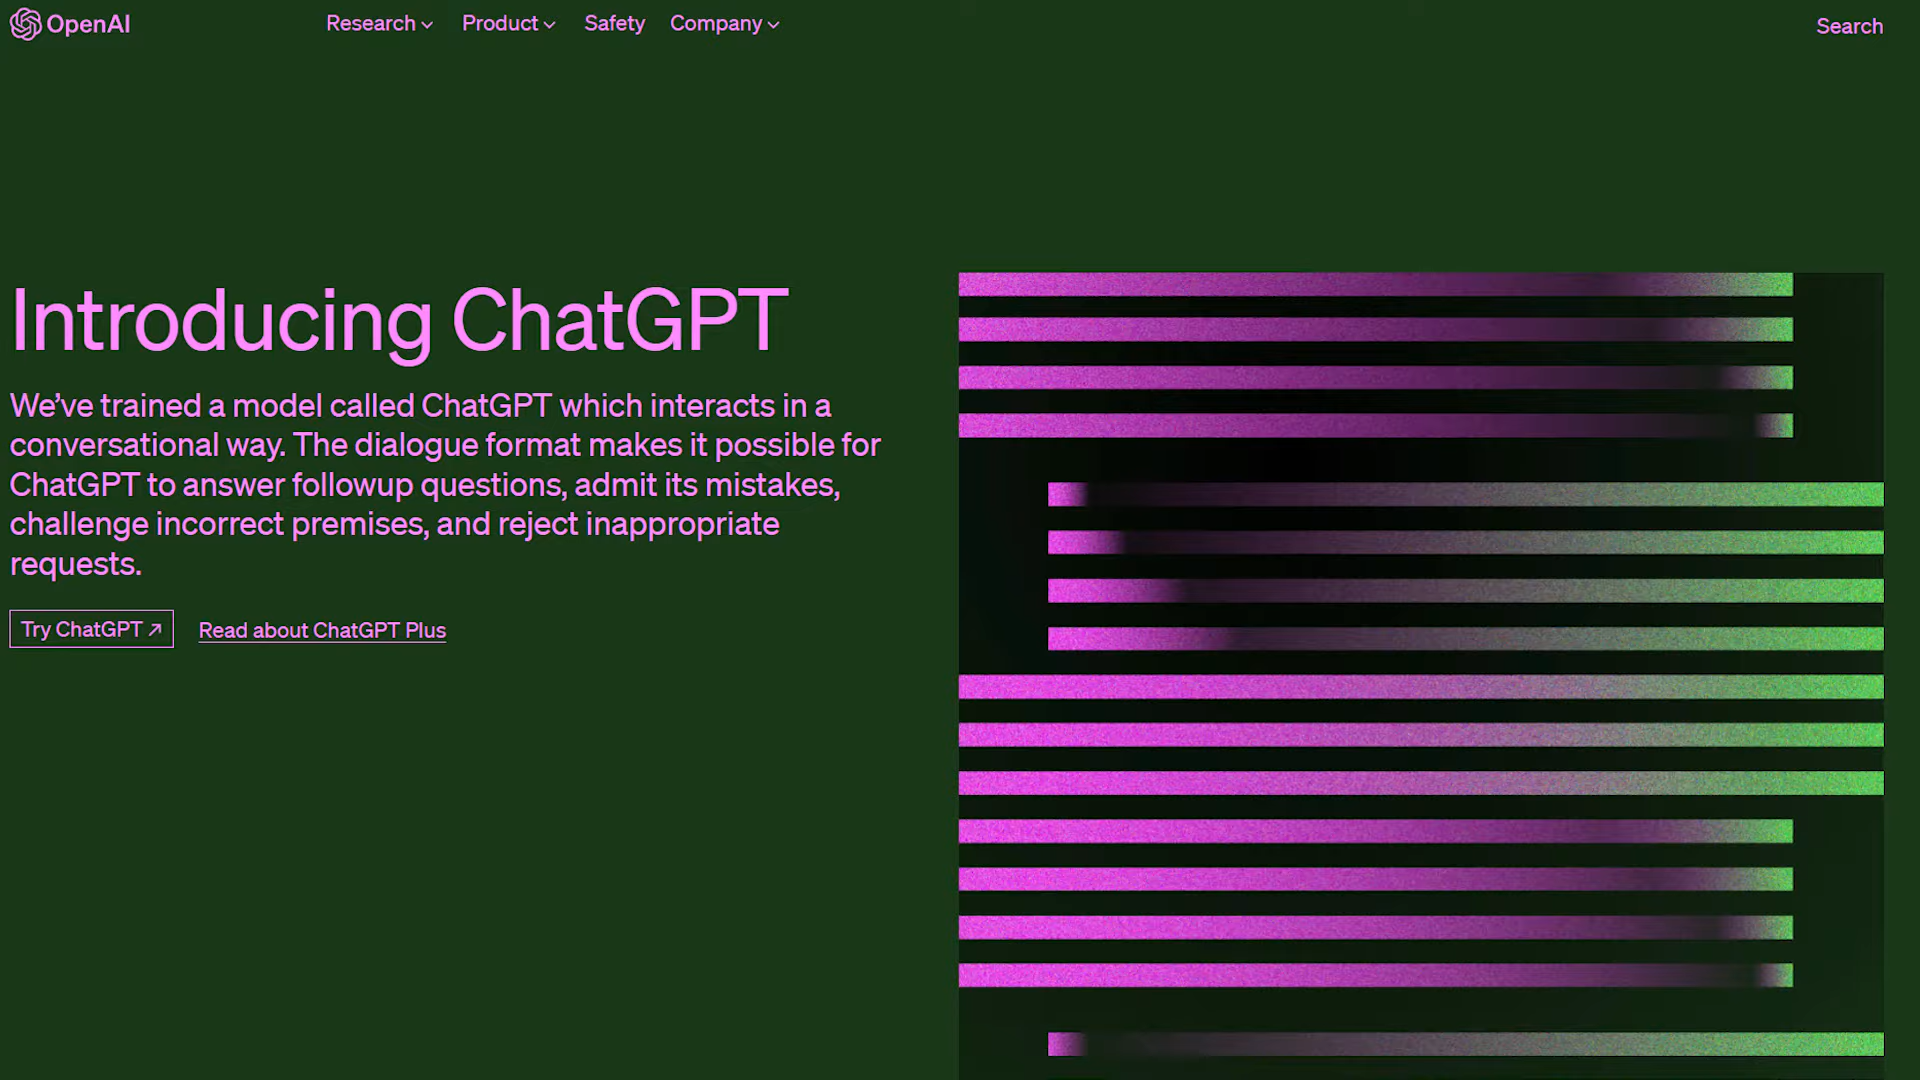 OpenAI
Research
Product
Safety
Company
Search
Introducing ChatGPT
We’ve trained a model called ChatGPT which interacts in a
conversational way. The dialogue format makes it possible for
ChatGPT to answer followup questions, admit its mistakes,
challenge incorrect premises, and reject inappropriate
requests.
Try ChatGPT ↗
Read about ChatGPT Plus